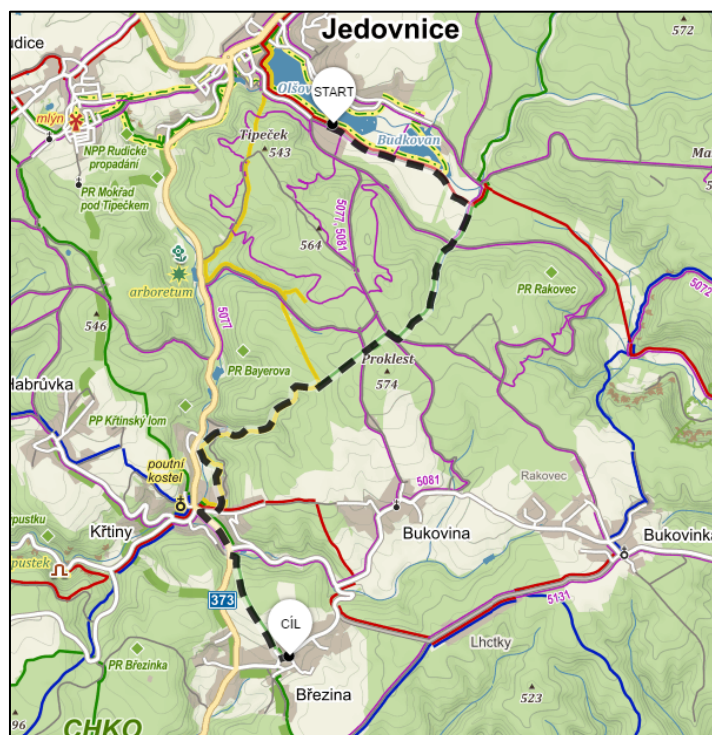 Jedovnice
572
udice
Olšov
START
mlýn
Budkovan
Tipeček
543
NPP Rudické
propadání
PR Mokřad
pod Tipečkem
5077, 5081
564
arboretum
PR Rakovec
5072
546
5077
Proklest
574
PR Bayerova
Habrůvka
PP Křtinský lom
poutní
kostel
5081
Rakovec
Křtiny
Bukovina
Bukovinka
pustku
pustek
373
CÍL
5131
Lhctky
PR Březinka
Březina
523
CHKO
96